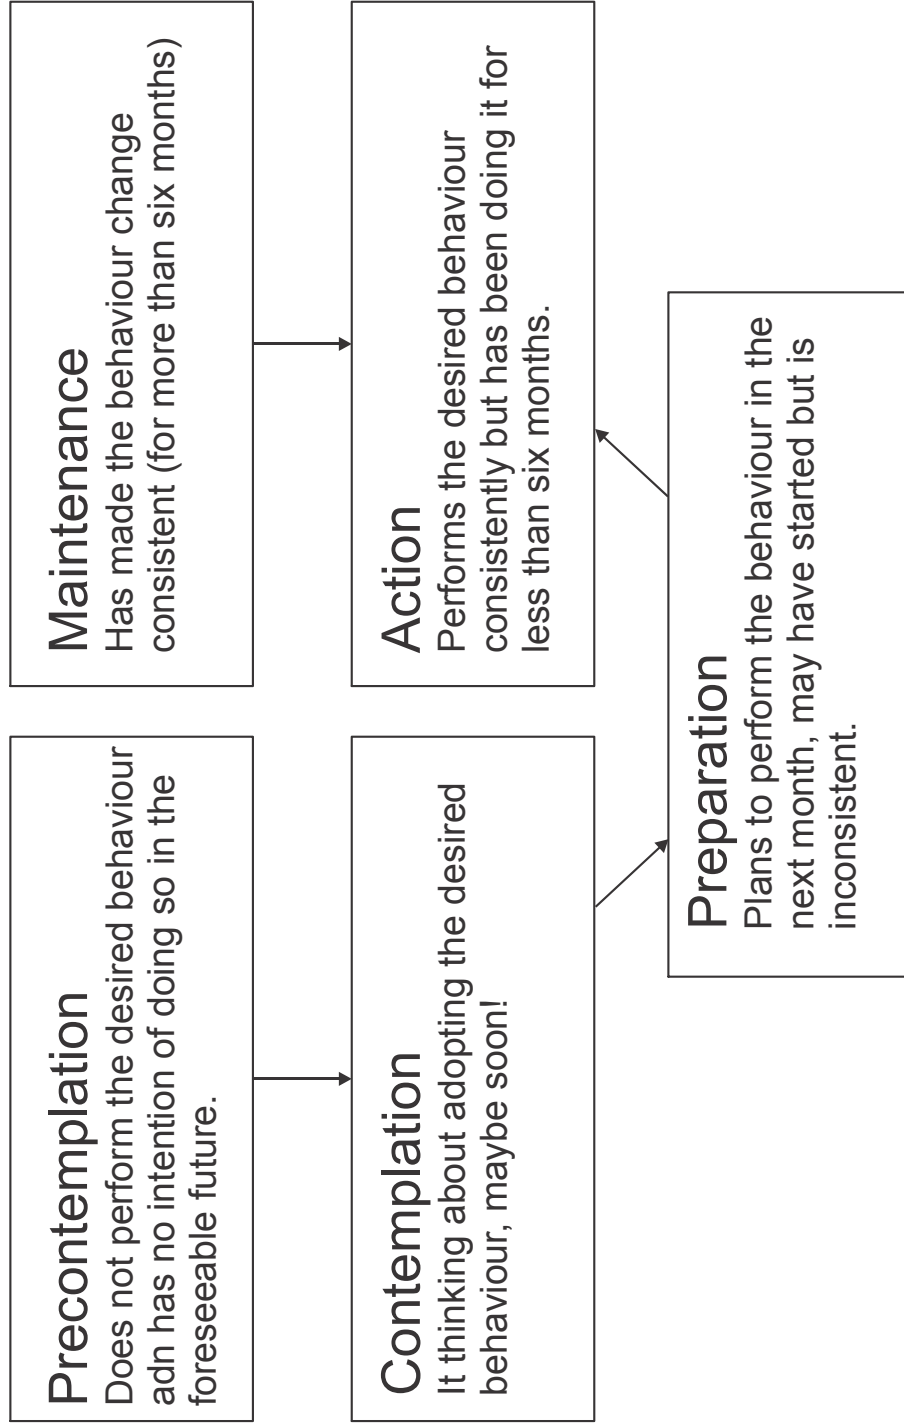 Precontemplation
Does not perform the desired behaviour
adn has no intention of doing so in the
foreseeable future.
Contemplation
It thinking about adopting the desired
behaviour, maybe soon!
Preparation
Plans to perform the behaviour in the
next month, may have started but is
inconsistent.
Action
Performs the desired behaviour
consistently but has been doing it for
less than six months.
Maintenance
Has made the behaviour change
consistent (for more than six months)